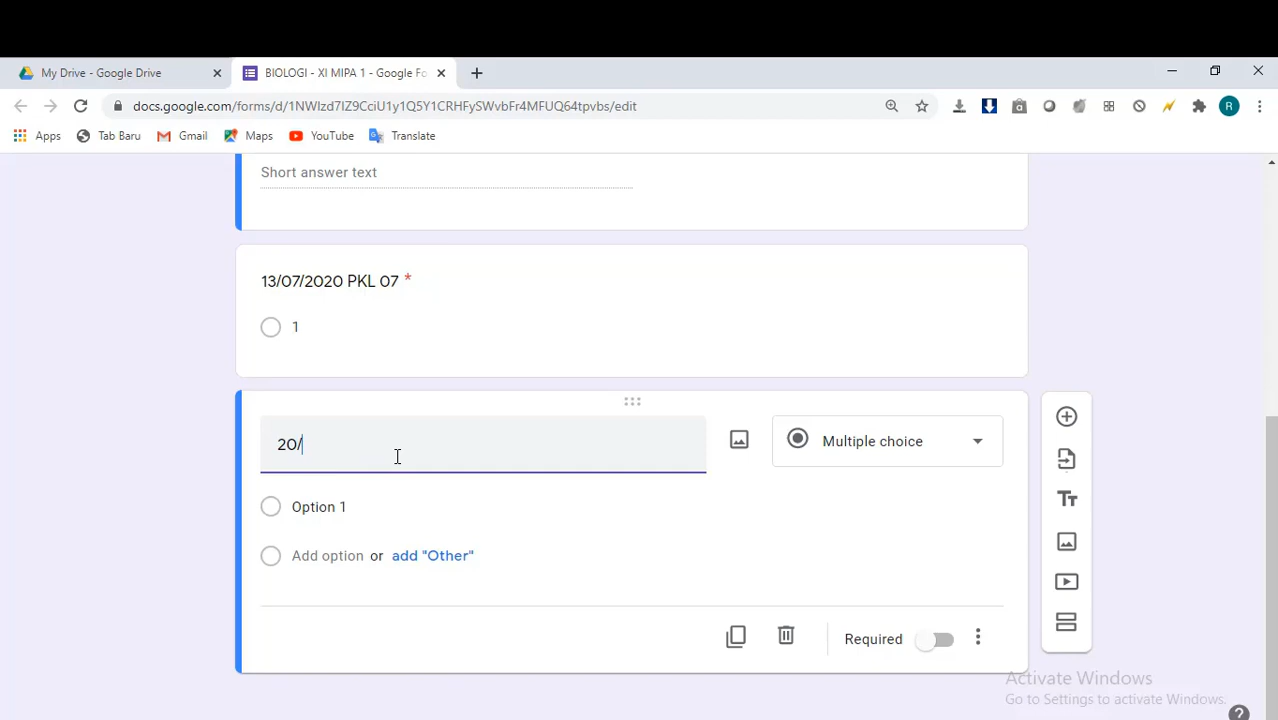 My Drive - Google Drive
BIOLOGI - XI MIPA 1 - Google Fo
docs.google.com/forms/d/1NWIzd7IZ9CciU1y1Q5Y1CRHFySWvbFr4MFUQ64tpvbs/edit
R
Apps
Tab Baru
Gmail
Maps
YouTube
Translate
Short answer text
13/07/2020 PKL 07 *
1
20/
Multiple choice
Option 1
Add option or add "Other"
Required
Tt
Activate Windows
Go to Settings to activate Windows.
?